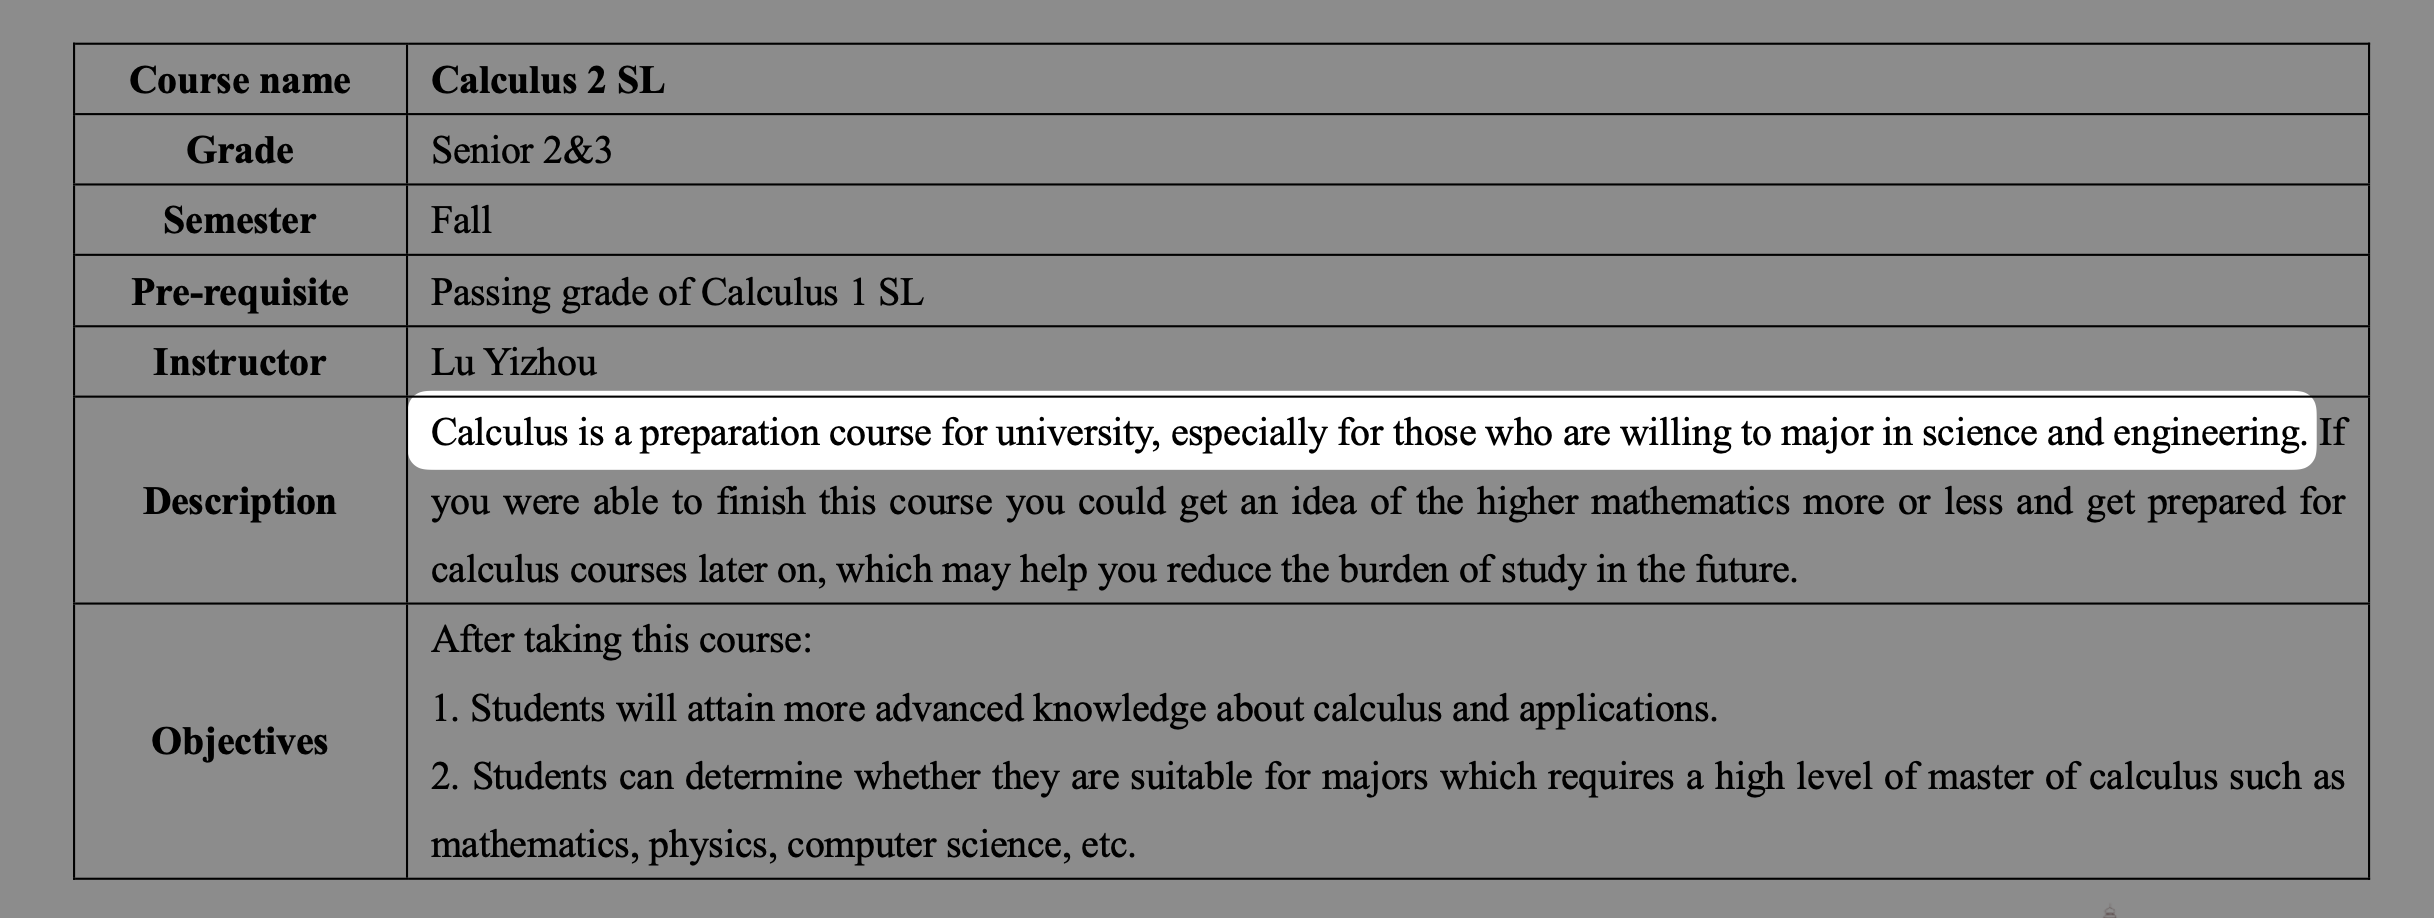 Course name Calculus 2 SL
Grade Senior 2&3
Semester Fall
Pre-requisite Passing grade of Calculus 1 SL
Instructor Lu Yizhou
Description
Calculus is a preparation course for university, especially for those who are willing to major in science and engineering. If
you were able to finish this course you could get an idea of the higher mathematics more or less and get prepared for
calculus courses later on, which may help you reduce the burden of study in the future.
Objectives
After taking this course:
1. Students will attain more advanced knowledge about calculus and applications.
2. Students can determine whether they are suitable for majors which requires a high level of master of calculus such as
mathematics, physics, computer science, etc.